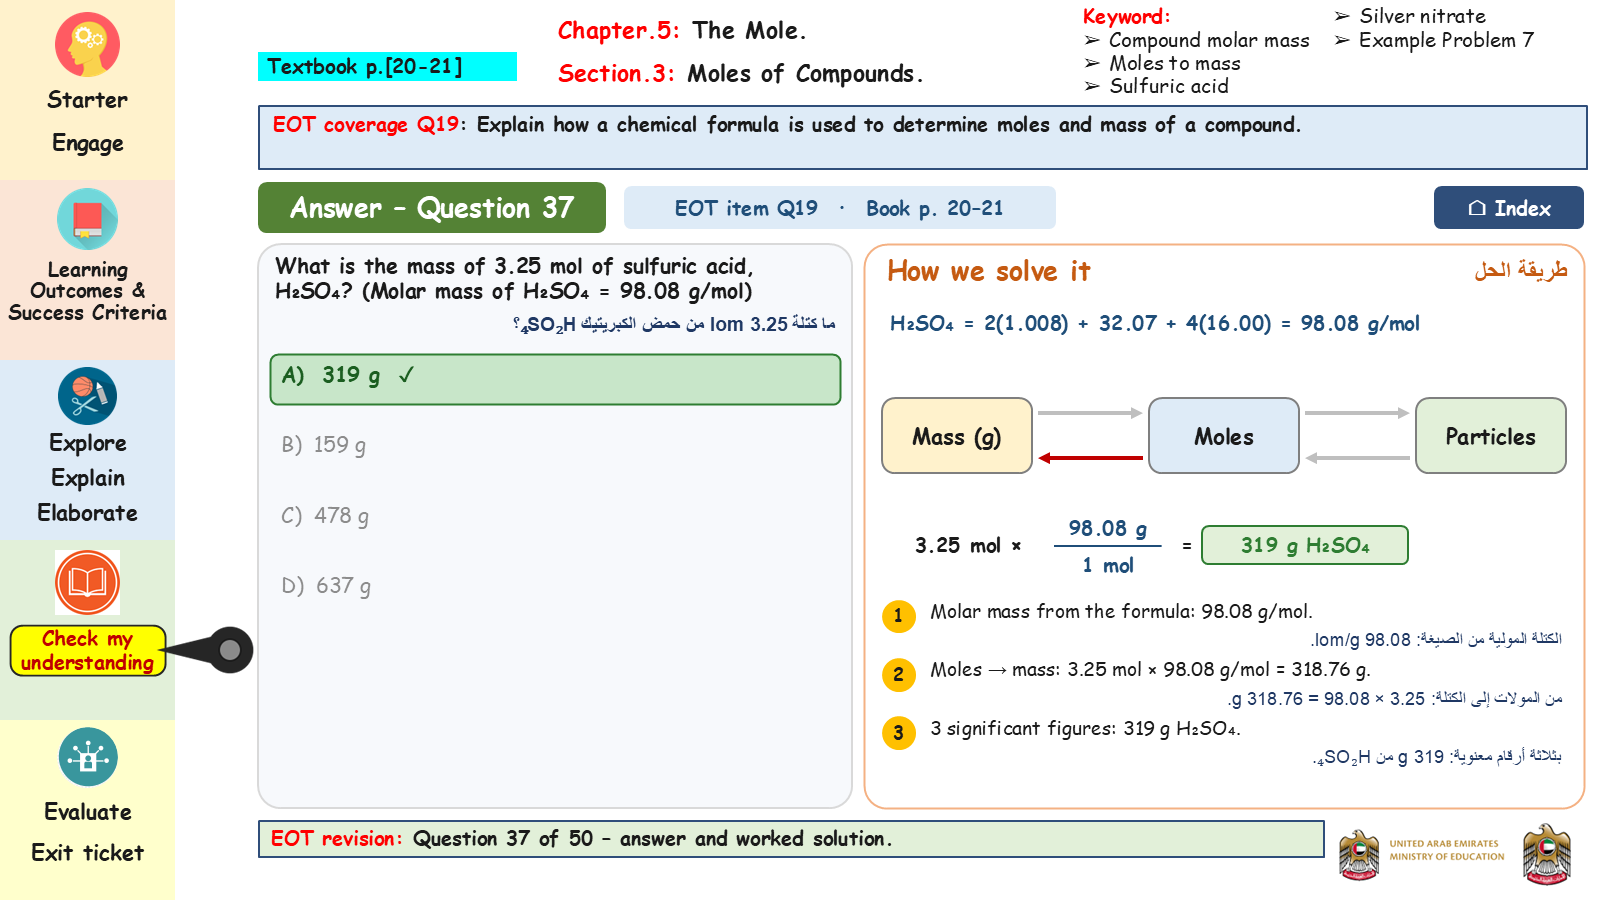 Starter
Engage
Learning
Outcomes &
Success Criteria
Explore
Explain
Elaborate
Check my
understanding
Evaluate
Exit ticket
Textbook p.[20-21]
Chapter.5: The Mole.
Section.3: Moles of Compounds.
Keyword:
➢ Compound molar mass
➢ Moles to mass
➢ Sulfuric acid
➢ Silver nitrate
➢ Example Problem 7
EOT coverage Q19: Explain how a chemical formula is used to determine moles and mass of a compound.
Answer – Question 37
EOT item Q19 · Book p. 20–21
Index
What is the mass of 3.25 mol of sulfuric acid,
H₂SO₄? (Molar mass of H₂SO₄ = 98.08 g/mol)
ما كتلة 3.25 lom من حمض الكبريتيك ₄SO₂H؟
A) 319 g ✓
B) 159 g
C) 478 g
D) 637 g
How we solve it
طريقة الحل
H₂SO₄ = 2(1.008) + 32.07 + 4(16.00) = 98.08 g/mol
Mass (g)
Moles
Particles
3.25 mol ×
98.08 g
1 mol
=
319 g H₂SO₄
1
Molar mass from the formula: 98.08 g/mol.
الكتلة المولية من الصيغة: 98.08 lom/g.
2
Moles → mass: 3.25 mol × 98.08 g/mol = 318.76 g.
من المولات إلى الكتلة: 3.25 × 98.08 = 318.76 g.
3
3 significant figures: 319 g H₂SO₄.
بثلاثة أرقام معنوية: 319 g من ₄SO₂H.
EOT revision: Question 37 of 50 – answer and worked solution.
UNITED ARAB EMIRATES
MINISTRY OF EDUCATION